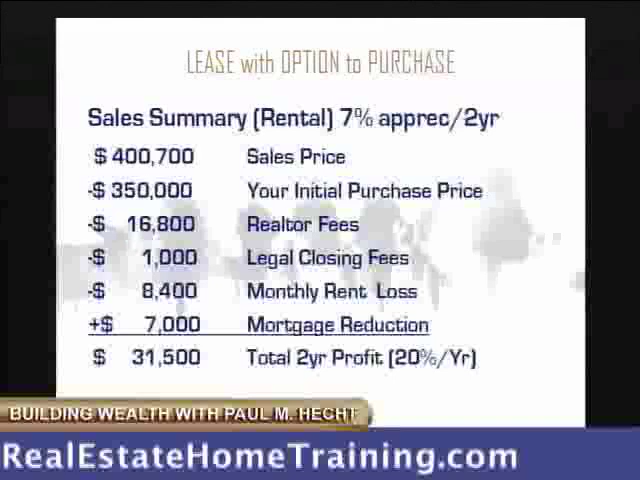 LEASE with OPTION to PURCHASE
Sales Summary (Rental) 7% apprec/2yr
$ 400,700 Sales Price
-$ 350,000 Your Initial Purchase Price
-$ 16,800 Realtor Fees
-$ 1,000 Legal Closing Fees
-$ 8,400 Monthly Rent Loss
+$ 7,000 Mortgage Reduction
$ 31,500 Total 2yr Profit (20%/Yr)
BUILDING WEALTH WITH PAUL M. HECHT
RealEstateHomeTraining.com